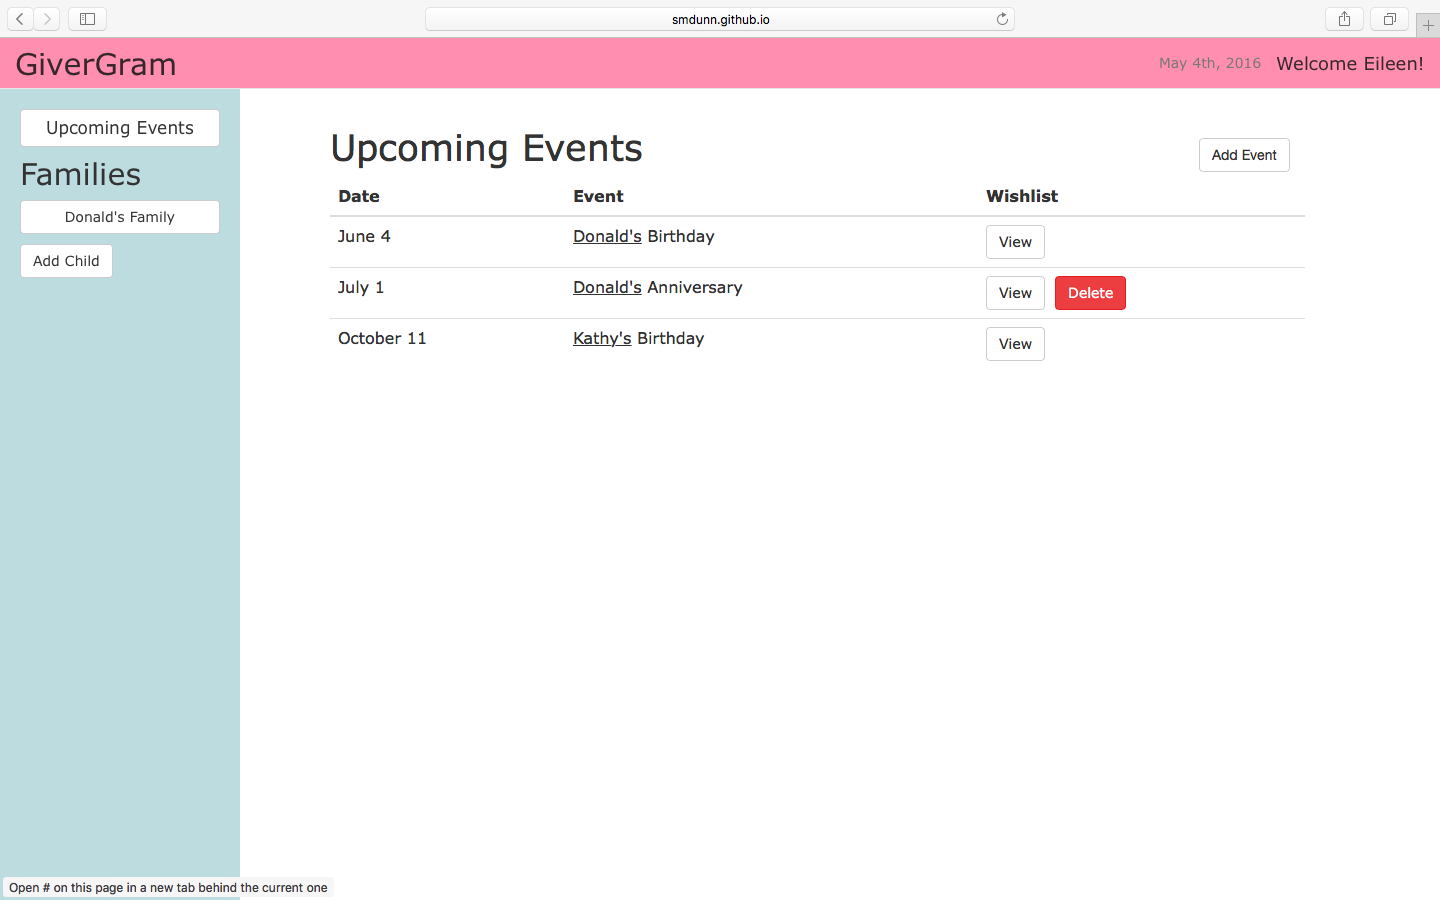 smdunn.github.io
GiverGram
May 4th, 2016
Welcome Eileen!
Upcoming Events
Families
Donald's Family
Add Child
Upcoming Events
Add Event
Date Event Wishlist
June 4 Donald's Birthday View
July 1 Donald's Anniversary View Delete
October 11 Kathy's Birthday View
Open # on this page in a new tab behind the current one